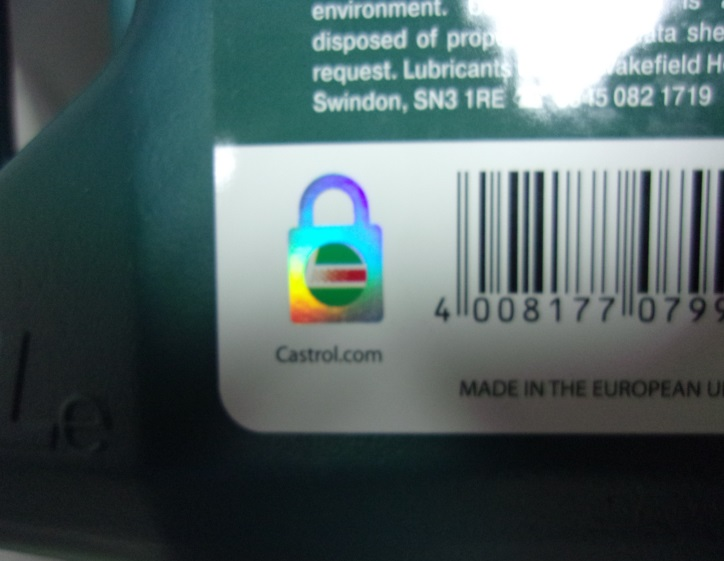 environment. is
disposed of ata she
request. Lubricants akefield H
Swindon, SN3 1RE 45 082 1719
4 008177 079
Castrol.com
MADE IN THE EUROPEAN U
l e